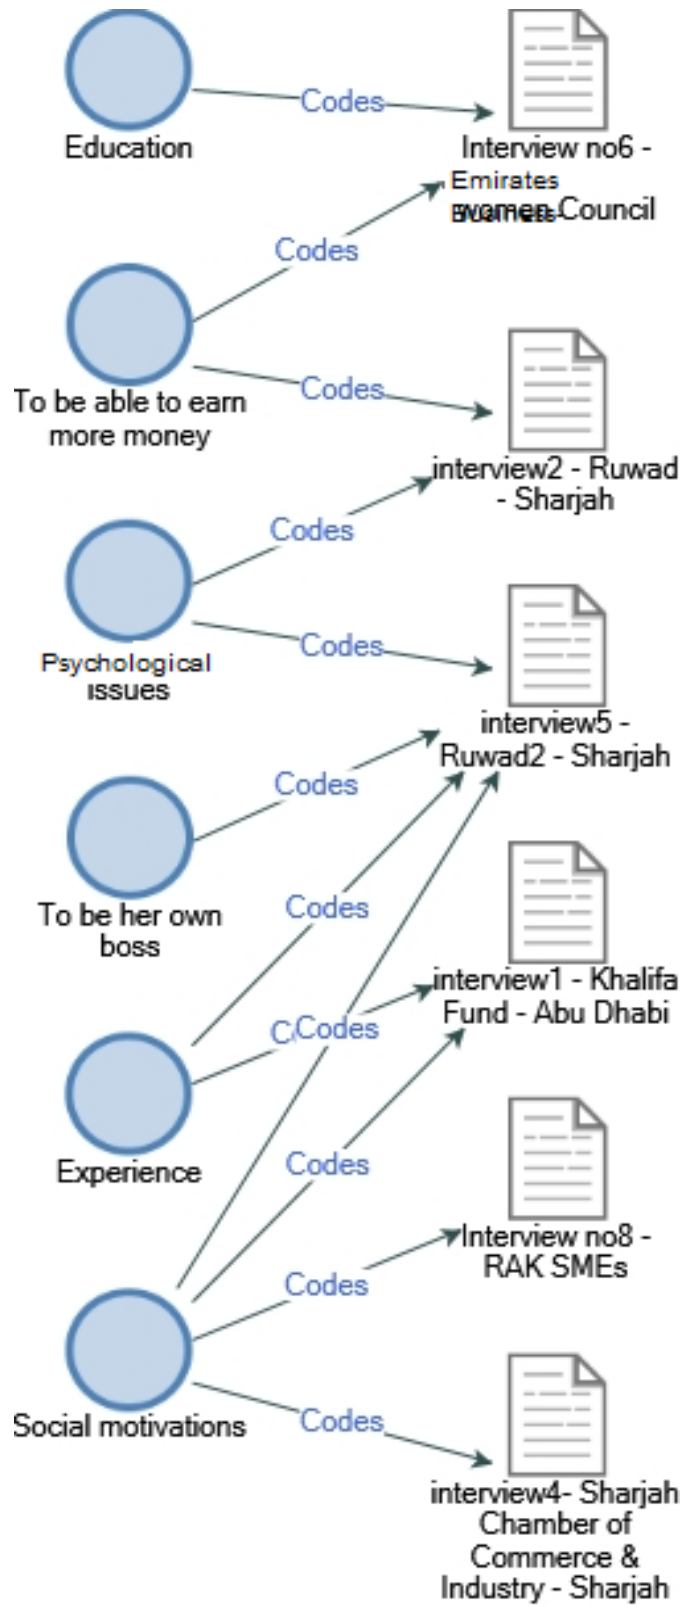 Codes
Education
Interview no6 -
Emirates
Business
women Council
Codes
To be able to earn
more money
Codes
interview2 - Ruwad
- Sharjah
Codes
Psychological
issues
Codes
interview5 -
Ruwad2 - Sharjah
Codes
To be her own
boss
Codes
interview1 - Khalifa
Fund - Abu Dhabi
Codes
Experience
Codes
Interview no8 -
RAK SMEs
Codes
Social motivations
Codes
interview4- Sharjah
Chamber of
Commerce &
Industry - Sharjah